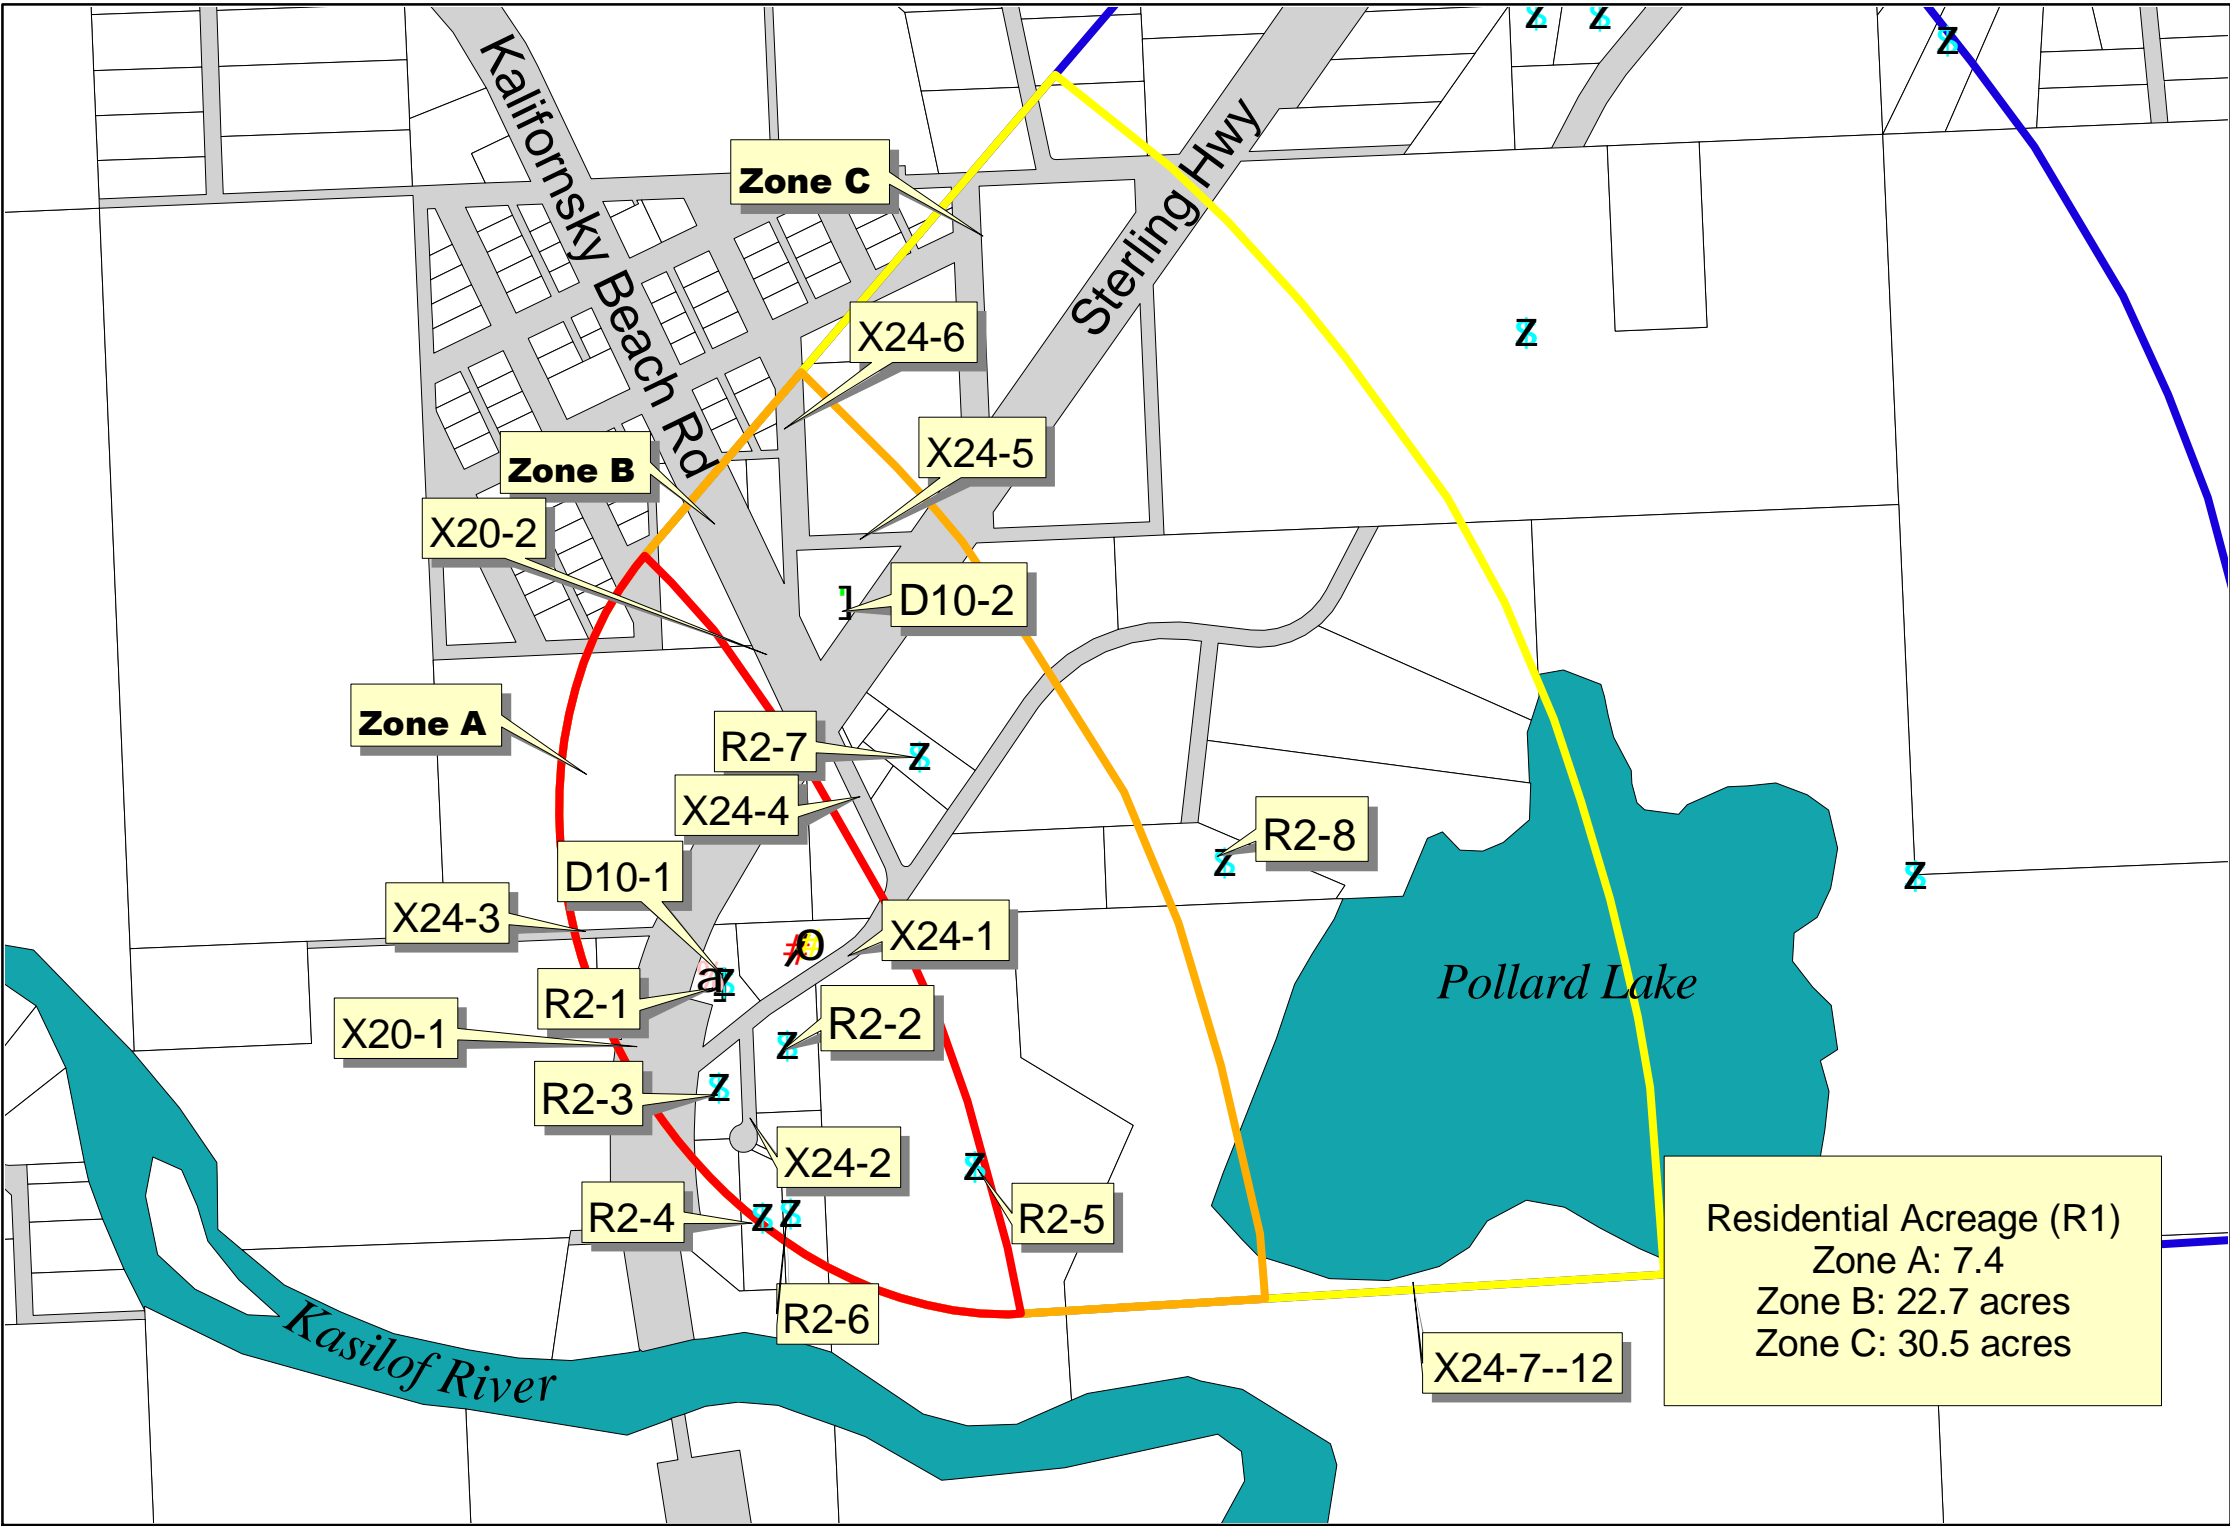 Kalifornsky Beach Rd
Zone C
Sterling Hwy
X24-6
X24-5
Zone B
X20-2
D10-2
Zone A
R2-7
X24-4
R2-8
D10-1
X24-3
X24-1
R2-1
X20-1
R2-2
R2-3
X24-2
R2-4
R2-5
R2-6
X24-7--12
Pollard Lake
Kasilof River
Residential Acreage (R1)
Zone A: 7.4
Zone B: 22.7 acres
Zone C: 30.5 acres